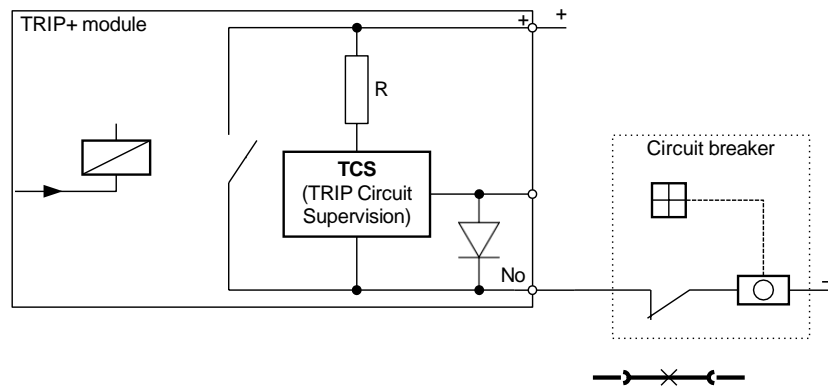 TRIP+ module
+
+
R
TCS
(TRIP Circuit
Supervision)
No
Circuit breaker
-